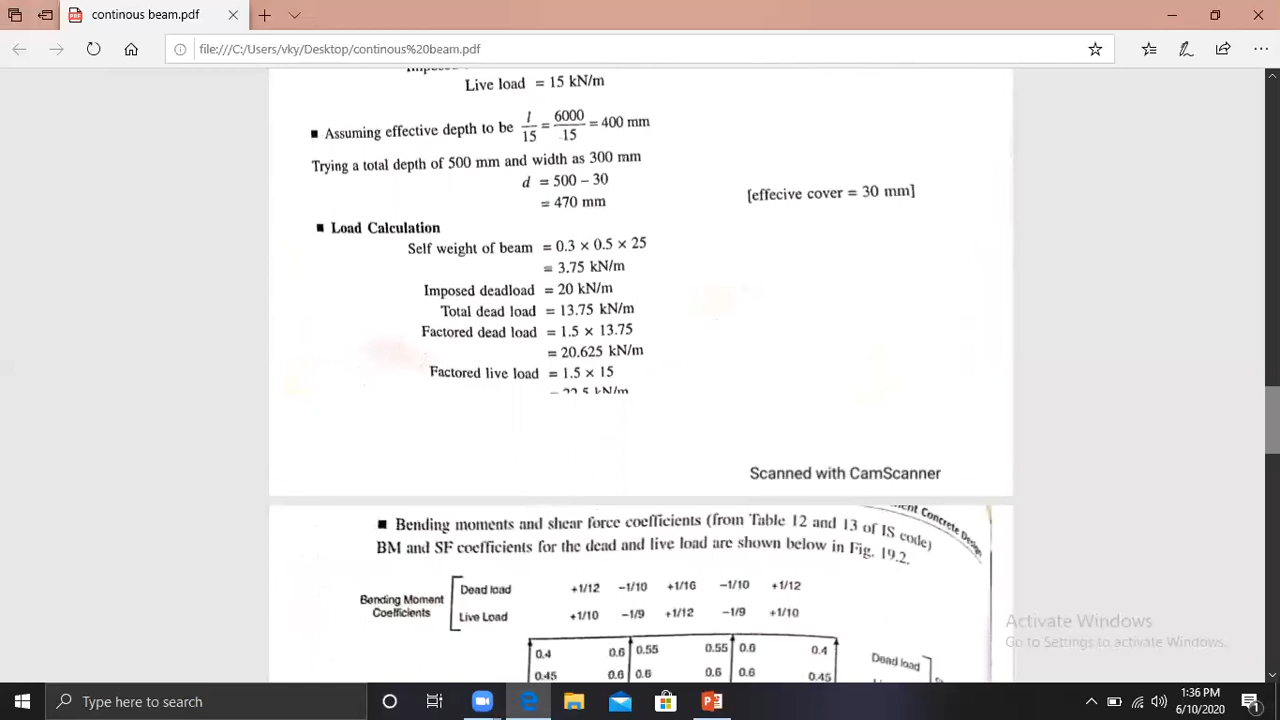 continous beam.pdf
file:///C:/Users/vky/Desktop/continous%20beam.pdf
Live load = 15 kN/m
■ Assuming effective depth to be l/15 = 6000/15 = 400 mm
Trying a total depth of 500 mm and width as 300 mm
d = 500 – 30
= 470 mm
[effecive cover = 30 mm]
■ Load Calculation
Self weight of beam = 0.3 × 0.5 × 25
= 3.75 kN/m
Imposed deadload = 20 kN/m
Total dead load = 13.75 kN/m
Factored dead load = 1.5 × 13.75
= 20.625 kN/m
Factored live load = 1.5 × 15
= 22.5 kN/m
Scanned with CamScanner
Concrete Design
■ Bending moments and shear force coefficients (from Table 12 and 13 of IS code)
BM and SF coefficients for the dead and live load are shown below in Fig. 19.2.
Bending Moment Coefficients
Dead load +1/12 –1/10 +1/16 –1/10 +1/12
Live Load +1/10 –1/9 +1/12 –1/9 +1/10
0.4 0.6 0.55 0.55 0.6 0.4 Dead load
0.45 0.6 0.6 0.6 0.6 0.45
Activate Windows
Go to Settings to activate Windows.
Type here to search
1:36 PM
6/10/2020